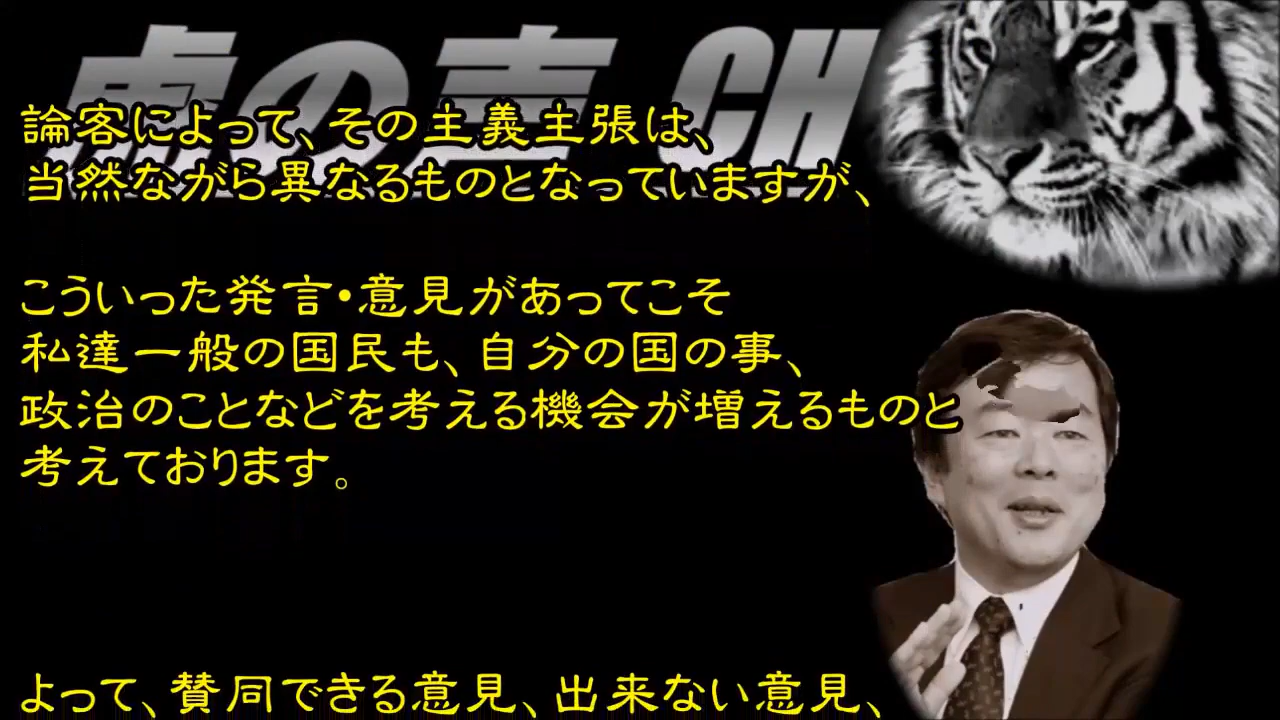 虎の声 CH
論客によって、その主義主張は、
当然ながら異なるものとなっていますが、
こういった発言・意見があってこそ
私達一般の国民も、自分の国の事、
政治のことなどを考える機会が増えるものと
考えております。
よって、賛同できる意見、出来ない意見、